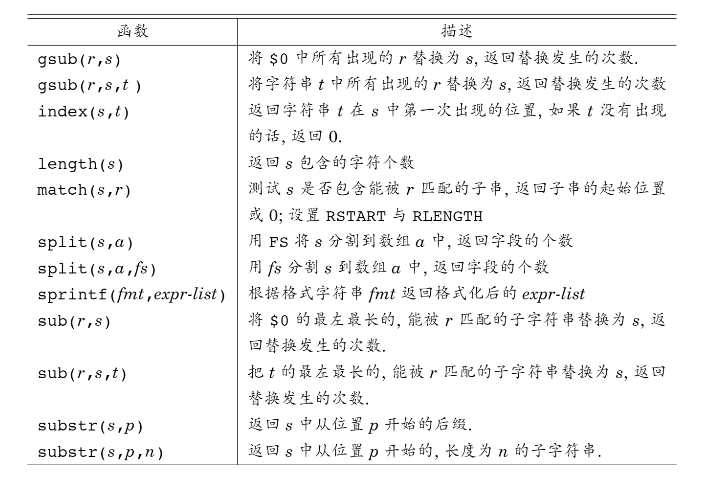 函数 描述
gsub(r,s) 将 $0 中所有出现的 r 替换为 s, 返回替换发生的次数.
gsub(r,s,t ) 将字符串 t 中所有出现的 r 替换为 s, 返回替换发生的次数
index(s,t) 返回字符串 t 在 s 中第一次出现的位置, 如果 t 没有出现
的话, 返回 0.
length(s) 返回 s 包含的字符个数
match(s,r) 测试 s 是否包含能被 r 匹配的子串, 返回子串的起始位置
或 0; 设置 RSTART 与 RLENGTH
split(s,a) 用 FS 将 s 分割到数组 a 中, 返回字段的个数
split(s,a,fs) 用 fs 分割 s 到数组 a 中, 返回字段的个数
sprintf(fmt,expr-list) 根据格式字符串 fmt 返回格式化后的 expr-list
sub(r,s) 将 $0 的最左最长的, 能被 r 匹配的子字符串替换为 s, 返
回替换发生的次数.
sub(r,s,t) 把 t 的最左最长的, 能被 r 匹配的子字符串替换为 s, 返回
替换发生的次数.
substr(s,p) 返回 s 中从位置 p 开始的后缀.
substr(s,p,n) 返回 s 中从位置 p 开始的, 长度为 n 的子字符串.